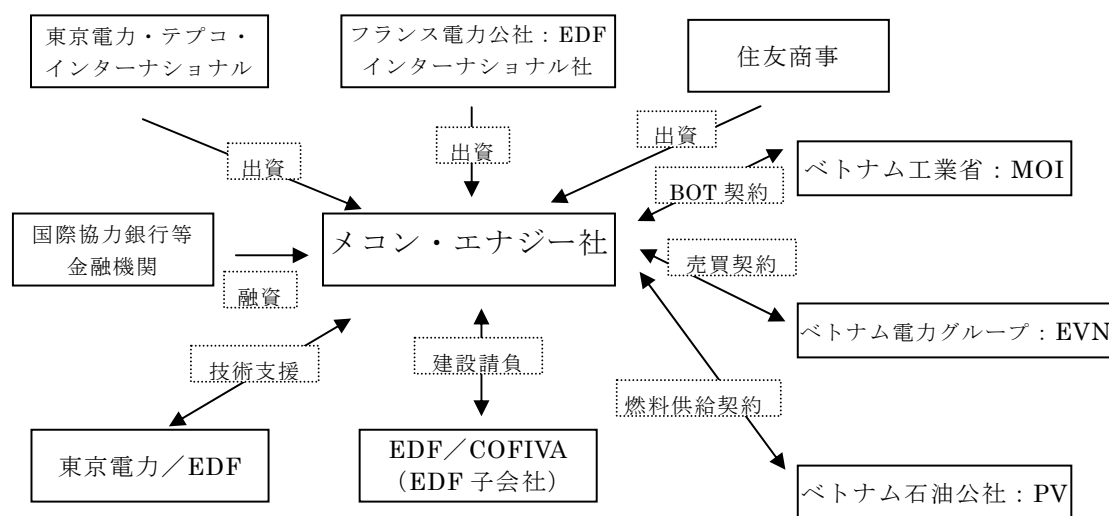 東京電力・テプコ・
インターナショナル
フランス電力公社：EDF
インターナショナル社
住友商事
出資
出資
出資
ベトナム工業省：MOI
BOT 契約
国際協力銀行等
金融機関
メコン・エナジー社
売買契約
融資
ベトナム電力グループ：EVN
技術支援
建設請負
燃料供給契約
東京電力／EDF
EDF／COFIVA
（EDF 子会社）
ベトナム石油公社：PV